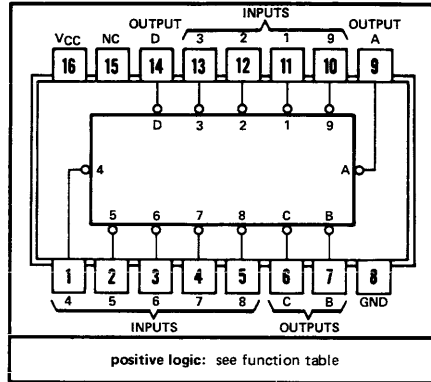 INPUTS
OUTPUT OUTPUT
VCC NC D 3 2 1 9 A
16 15 14 13 12 11 10 9
D 3 2 1 9
4 A
5 6 7 8 C B
1 2 3 4 5 6 7 8
4 5 6 7 8 C B GND
INPUTS OUTPUTS
positive logic: see function table